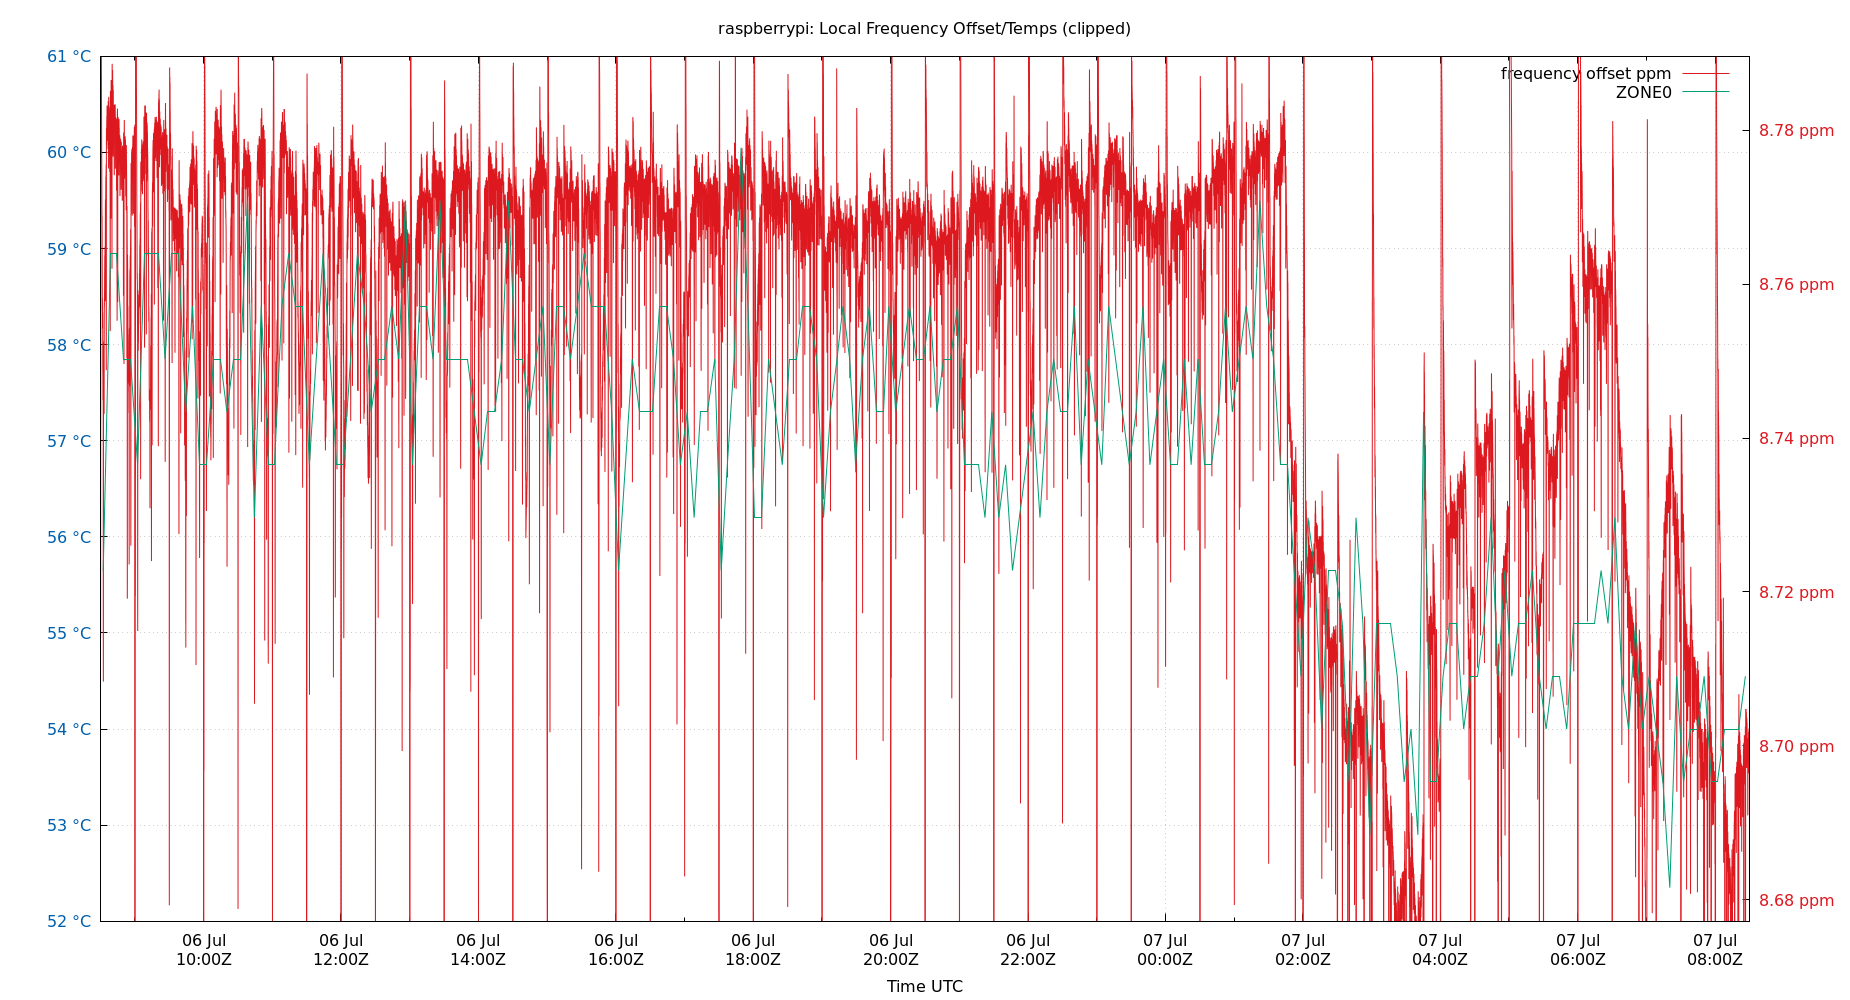 raspberrypi: Local Frequency Offset/Temps (clipped)
61 °C
60 °C
59 °C
58 °C
57 °C
56 °C
55 °C
54 °C
53 °C
52 °C
frequency offset ppm
ZONE0
8.78 ppm
8.76 ppm
8.74 ppm
8.72 ppm
8.70 ppm
8.68 ppm
06 Jul 06 Jul 06 Jul 06 Jul 06 Jul 06 Jul 06 Jul 07 Jul 07 Jul 07 Jul 07 Jul 07 Jul
10:00Z 12:00Z 14:00Z 16:00Z 18:00Z 20:00Z 22:00Z 00:00Z 02:00Z 04:00Z 06:00Z 08:00Z
Time UTC